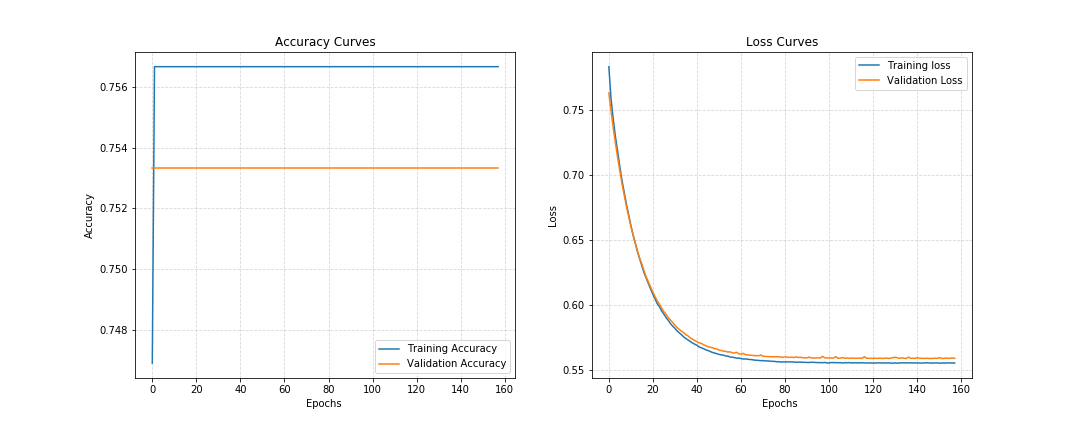 Accuracy Curves
0.756
0.754
0.752
0.750
0.748
Accuracy
0 20 40 60 80 100 120 140 160
Epochs
Training Accuracy
Validation Accuracy
Loss Curves
0.75
0.70
0.65
0.60
0.55
Loss
0 20 40 60 80 100 120 140 160
Epochs
Training loss
Validation Loss